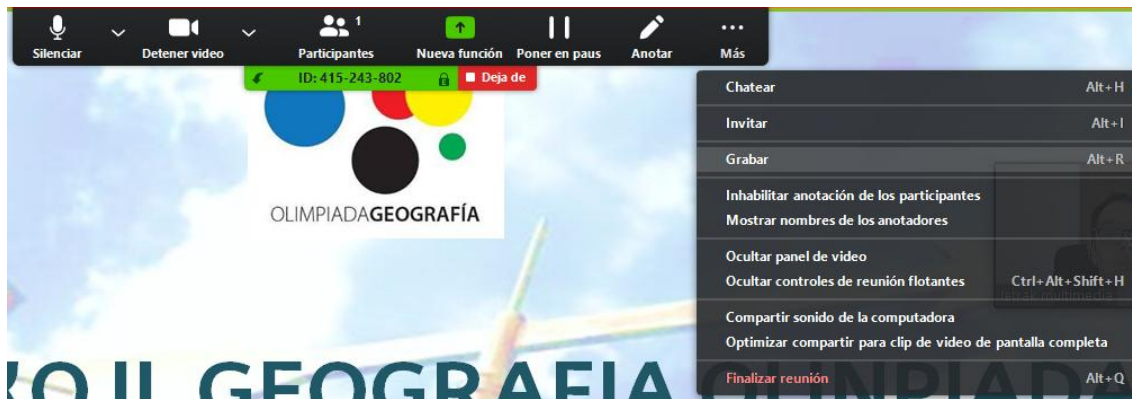 Silenciar Detener video Participantes 1 Nueva función Poner en paus Anotar Más
ID: 415-243-802 Deja de
OLIMPIADAGEOGRAFÍA
Chatear Alt+H
Invitar Alt+I
Grabar Alt+R
Inhabilitar anotación de los participantes
Mostrar nombres de los anotadores
Ocultar panel de video
Ocultar controles de reunión flotantes Ctrl+Alt+Shift+H
Compartir sonido de la computadora
Optimizar compartir para clip de video de pantalla completa
Finalizar reunión Alt+Q
II. GEOGRAFIA OLINPIADA